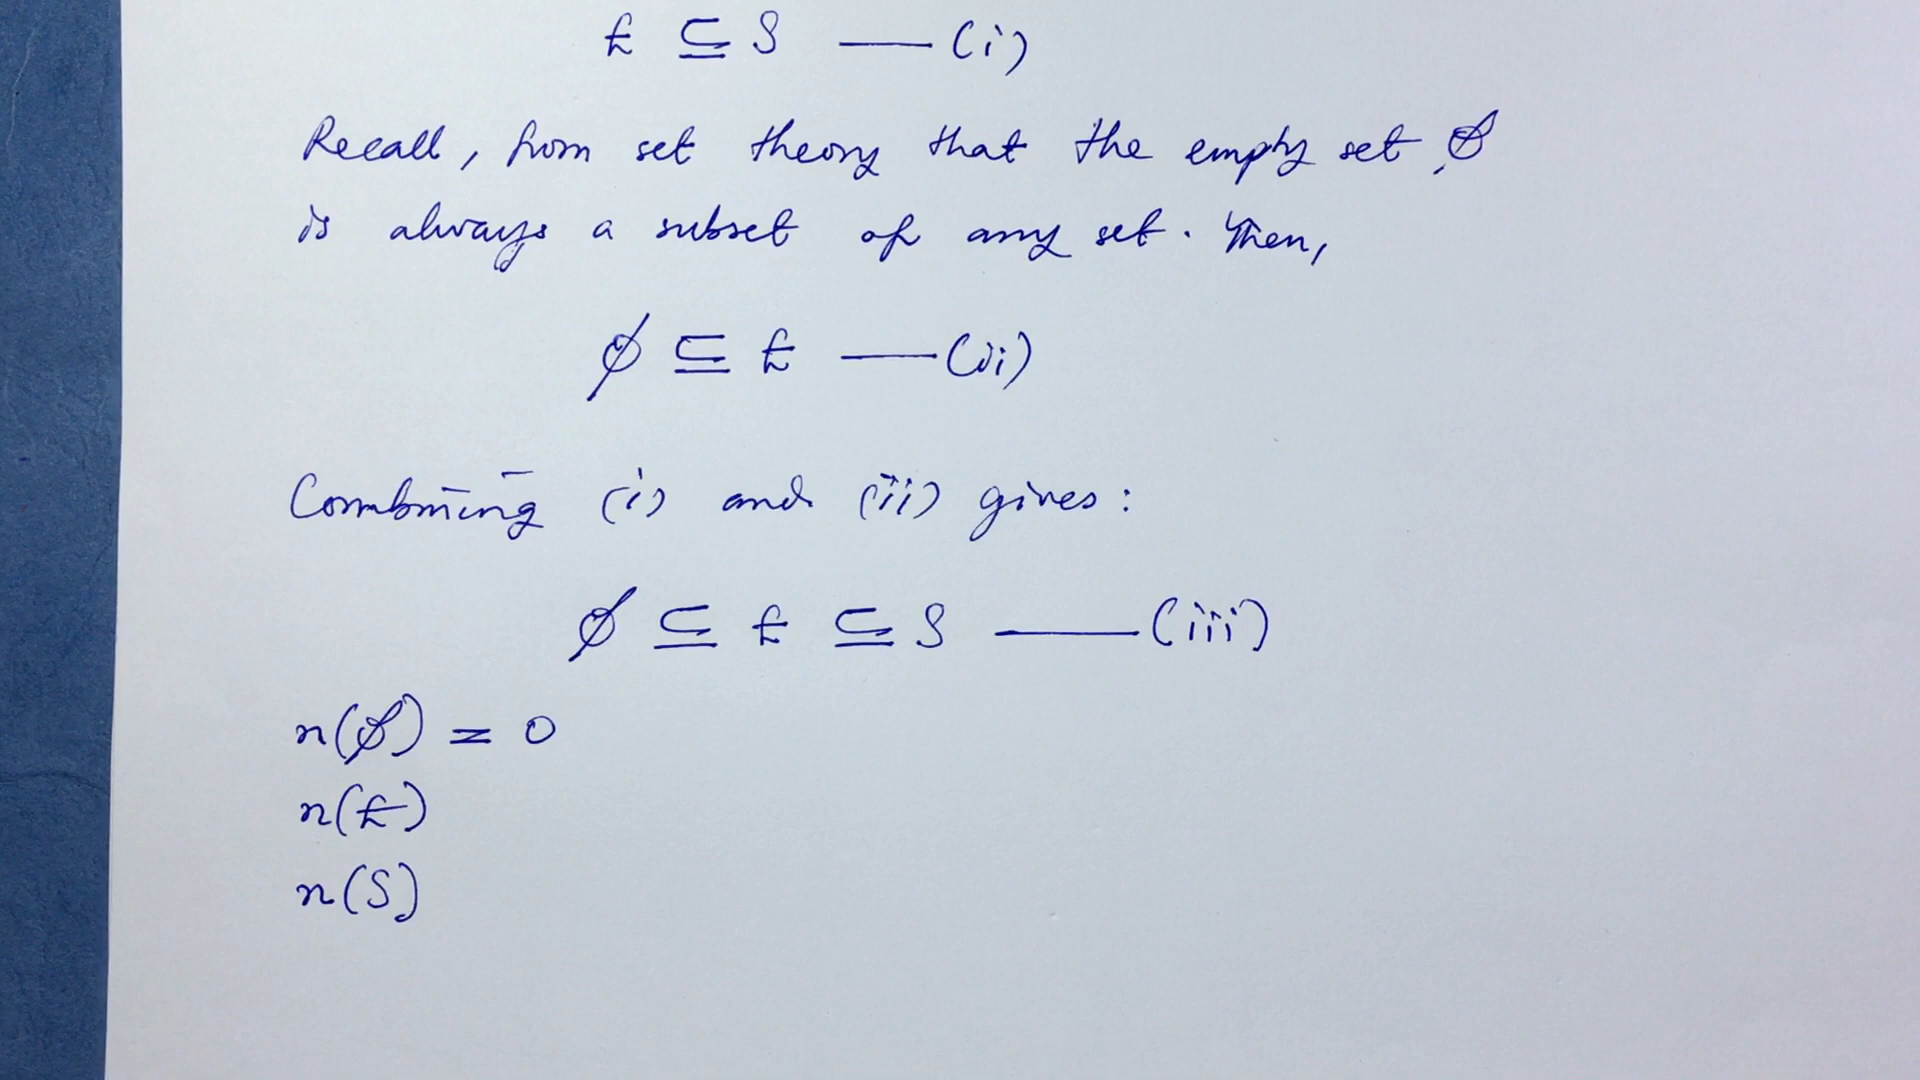 E ⊆ S —— (i)
Recall, from set theory that the empty set, ∅
is always a subset of any set. Then,
∅ ⊆ E —— (ii)
Combining (i) and (ii) gives:
∅ ⊆ E ⊆ S —— (iii)
n(∅) = 0
n(E)
n(S)